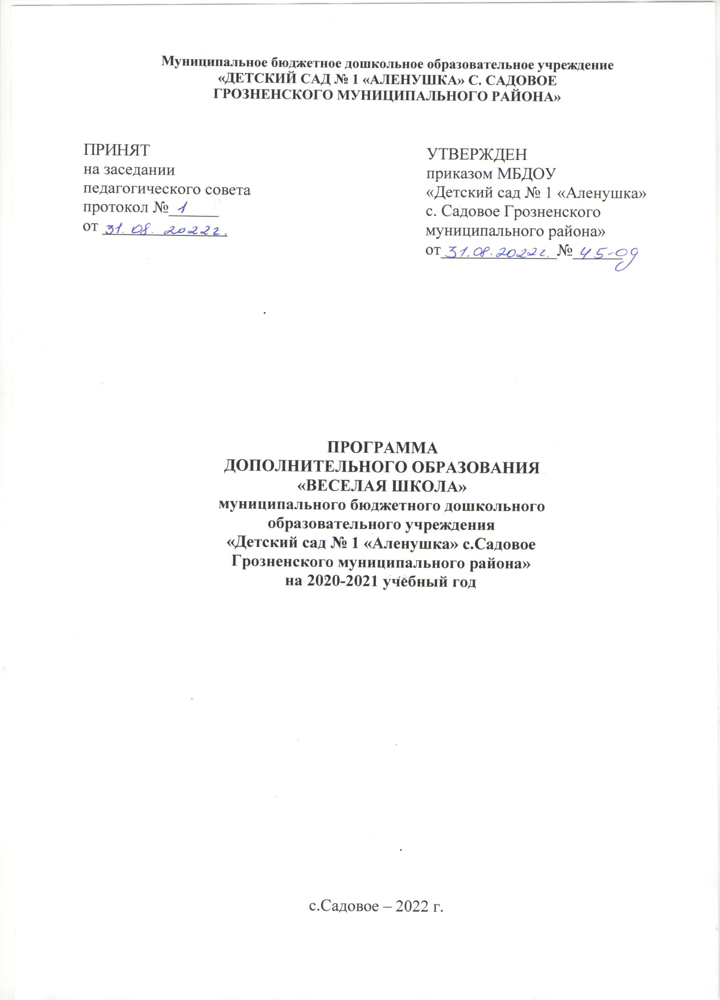 Муниципальное бюджетное дошкольное образовательное учреждение
«ДЕТСКИЙ САД № 1 «АЛЕНУШКА» С. САДОВОЕ
ГРОЗНЕНСКОГО МУНИЦИПАЛЬНОГО РАЙОНА»
ПРИНЯТ
на заседании
педагогического совета
протокол № 1
от 31.08.2022г.
УТВЕРЖДЕН
приказом МБДОУ
«Детский сад № 1 «Аленушка»
с. Садовое Грозненского
муниципального района»
от 31.08.2022г. № 45-од
ПРОГРАММА
ДОПОЛНИТЕЛЬНОГО ОБРАЗОВАНИЯ
«ВЕСЕЛАЯ ШКОЛА»
муниципального бюджетного дошкольного
образовательного учреждения
«Детский сад № 1 «Аленушка» с.Садовое
Грозненского муниципального района»
на 2020-2021 учебный год
с.Садовое – 2022 г.